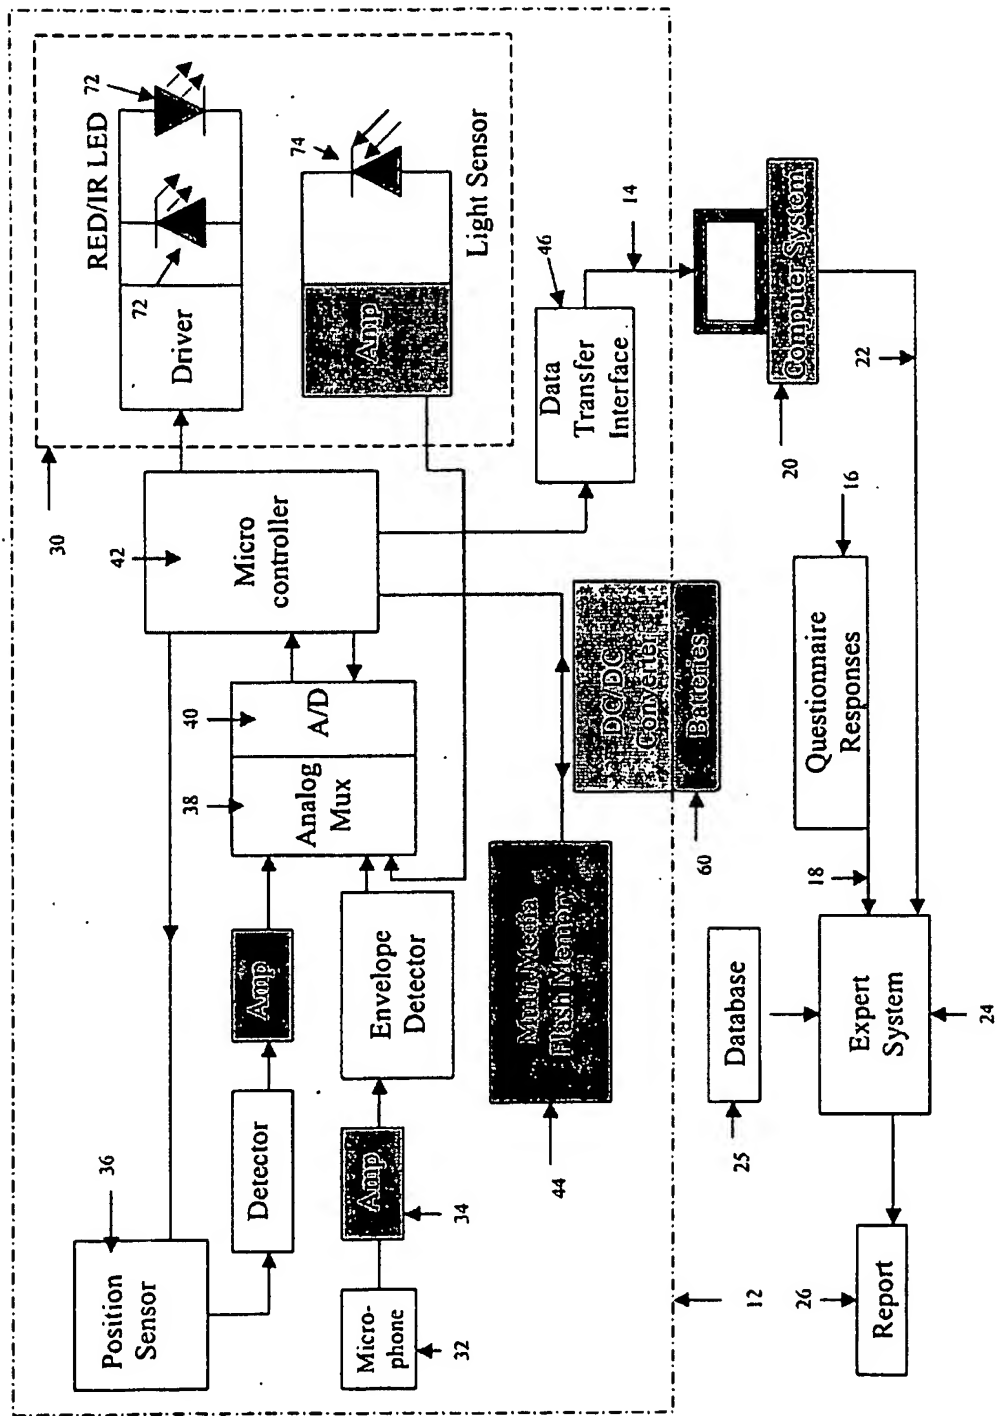 Position
Sensor
36
Detector
Amp
Micro-
phone
32
Amp
34
Envelope
Detector
38
Analog
Mux
40
A/D
42
Micro
controller
30
RED/IR LED
72
72
Driver
74
Amp
Light Sensor
Multi Media
Flash Memory
44
DC/DC
Converter
Batteries
60
Data
Transfer
Interface
46
14
12
Computer System
20
22
Questionnaire
Responses
16
18
Database
25
Expert
System
24
Report
26